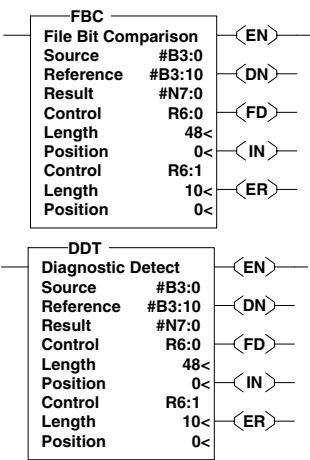 FBC
File Bit Comparison
EN
Source #B3:0
Reference #B3:10
DN
Result #N7:0
Control R6:0
FD
Length 48<
Position 0<
IN
Control R6:1
Length 10<
ER
Position 0<
DDT
Diagnostic Detect
EN
Source #B3:0
Reference #B3:10
DN
Result #N7:0
Control R6:0
FD
Length 48<
Position 0<
IN
Control R6:1
Length 10<
ER
Position 0<